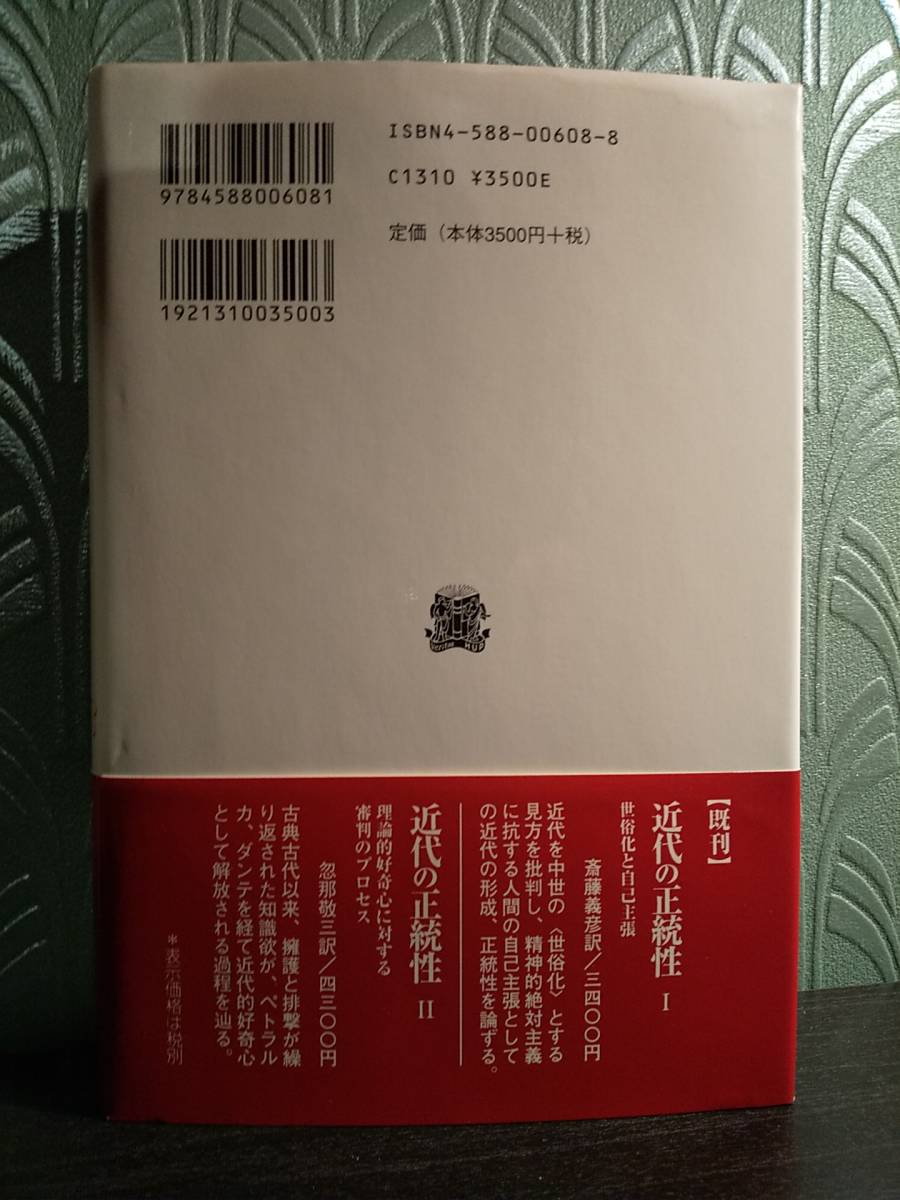 ISBN4-588-00608-8
C1310 ¥3500E
定価（本体3500円＋税）
9784588006081
1921310035003
Veritas HUP
【既刊】
近代の正統性 Ⅰ
世俗化と自己主張
斎藤義彦訳／三四〇〇円
近代を中世の〈世俗化〉とする
見方を批判し、精神的絶対主義
に抗する人間の自己主張として
の近代の形成、正統性を論ずる。
近代の正統性 Ⅱ
理論的好奇心に対する
審判のプロセス
忽那敬三訳／四三〇〇円
古典古代以来、擁護と排撃が繰
り返された知識欲が、ペトラル
カ、ダンテを経て近代的好奇心
として解放される過程を辿る。
＊表示価格は税別